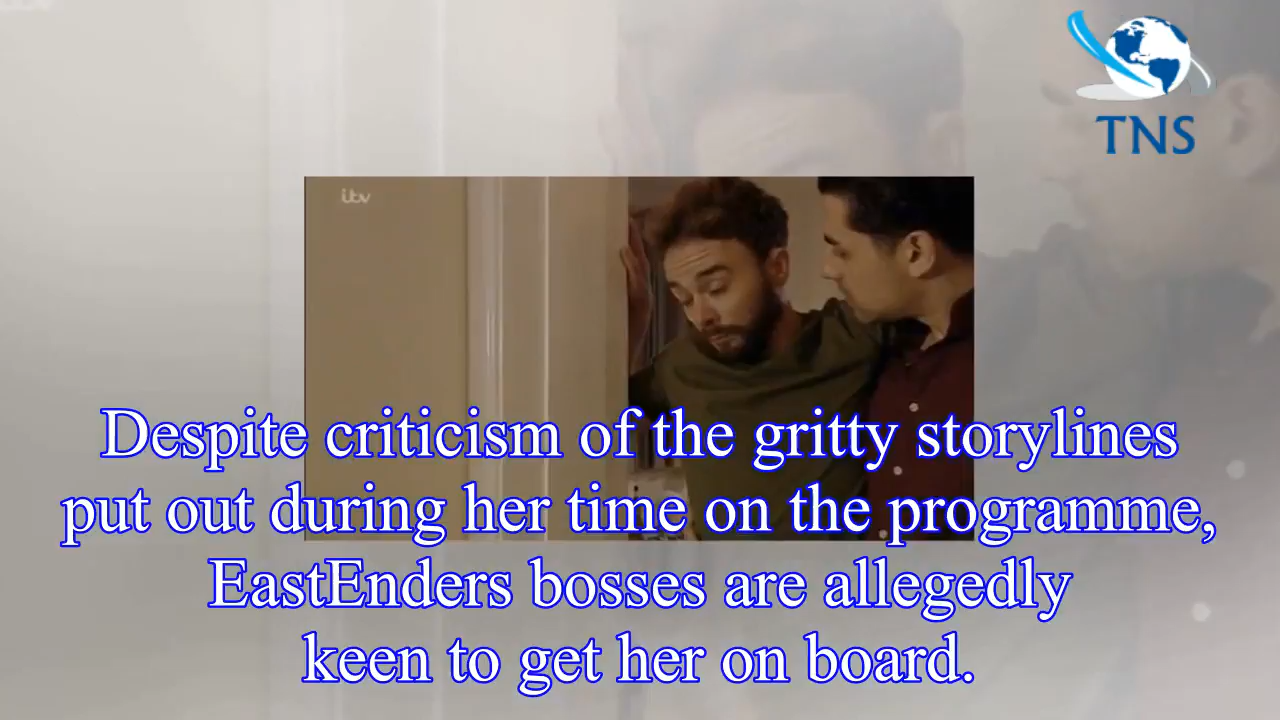 TNS
itv
Despite criticism of the gritty storylines
put out during her time on the programme,
EastEnders bosses are allegedly
keen to get her on board.